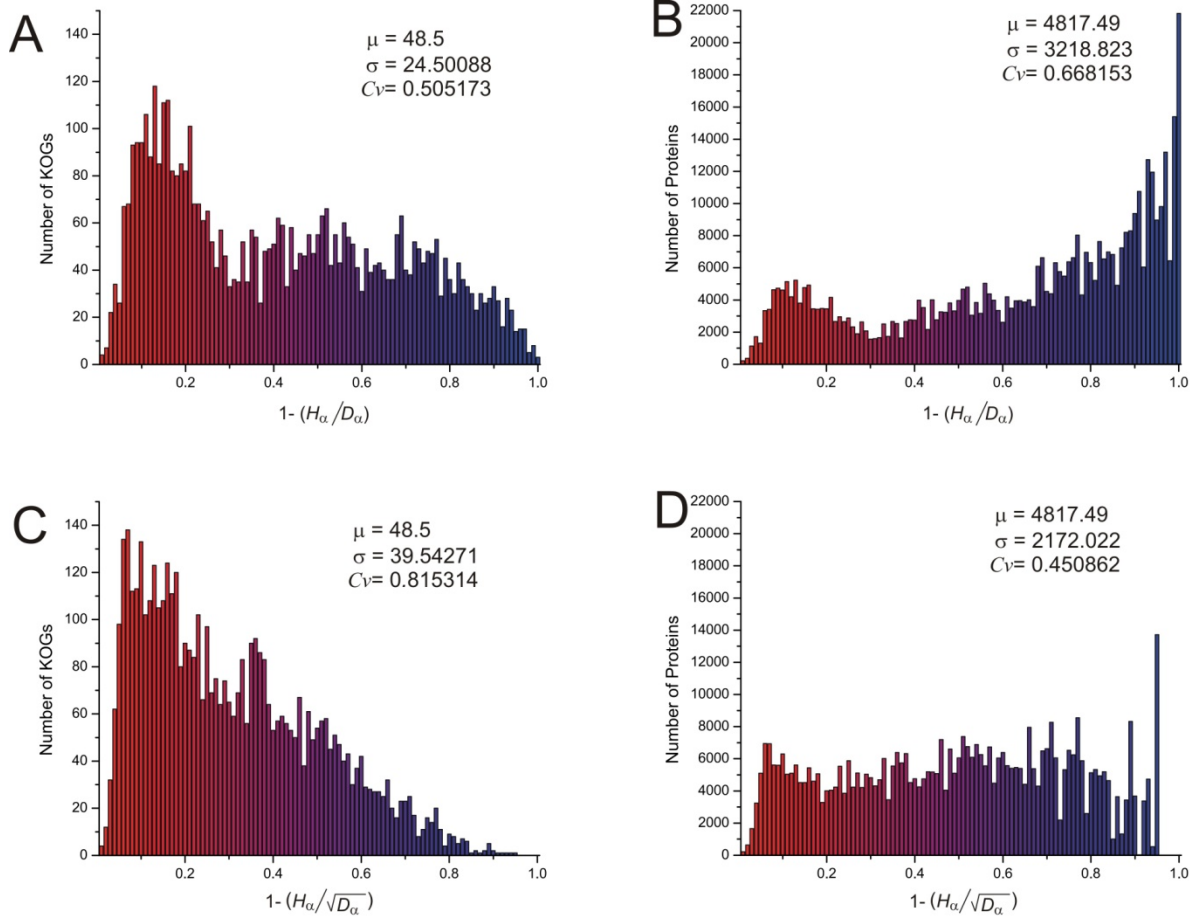 A
μ = 48.5
σ = 24.50088
Cv= 0.505173
Number of KOGs
140
120
100
80
60
40
20
0
0.2
0.4
0.6
0.8
1.0
1- (Hα/Dα)
B
μ = 4817.49
σ = 3218.823
Cv= 0.668153
Number of Proteins
22000
20000
18000
16000
14000
12000
10000
8000
6000
4000
2000
0
0.2
0.4
0.6
0.8
1.0
1- (Hα/Dα)
C
μ = 48.5
σ = 39.54271
Cv= 0.815314
Number of KOGs
140
120
100
80
60
40
20
0
0.2
0.4
0.6
0.8
1.0
1- (Hα/√Dα)
D
μ = 4817.49
σ = 2172.022
Cv= 0.450862
Number of Proteins
22000
20000
18000
16000
14000
12000
10000
8000
6000
4000
2000
0
0.2
0.4
0.6
0.8
1.0
1- (Hα/√Dα)